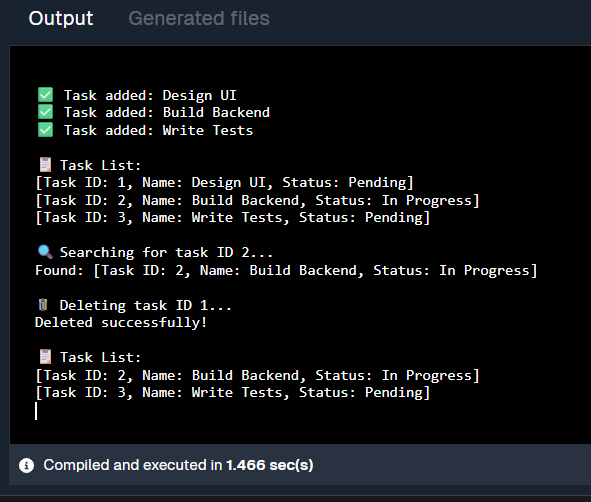 Output Generated files
✅ Task added: Design UI
✅ Task added: Build Backend
✅ Task added: Write Tests
📋 Task List:
[Task ID: 1, Name: Design UI, Status: Pending]
[Task ID: 2, Name: Build Backend, Status: In Progress]
[Task ID: 3, Name: Write Tests, Status: Pending]
🔍 Searching for task ID 2...
Found: [Task ID: 2, Name: Build Backend, Status: In Progress]
🗑 Deleting task ID 1...
Deleted successfully!
📋 Task List:
[Task ID: 2, Name: Build Backend, Status: In Progress]
[Task ID: 3, Name: Write Tests, Status: Pending]
Compiled and executed in 1.466 sec(s)